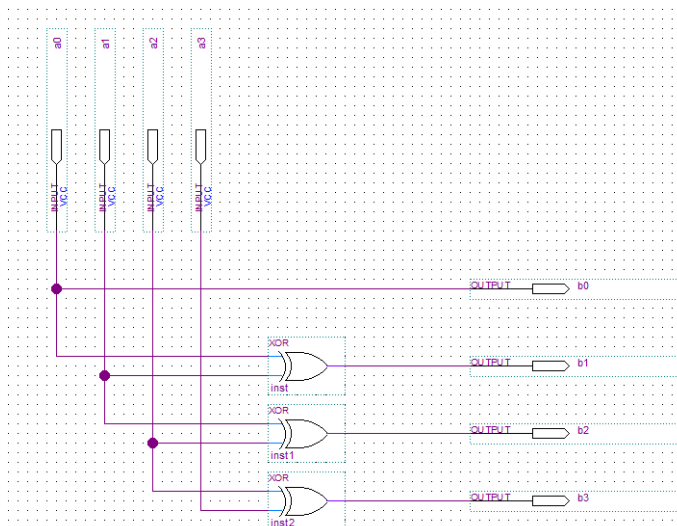 a0
a1
a2
a3
INPUT
VCC
INPUT
VCC
INPUT
VCC
INPUT
VCC
OUTPUT
b0
XOR
inst
OUTPUT
b1
XOR
inst1
OUTPUT
b2
XOR
inst2
OUTPUT
b3